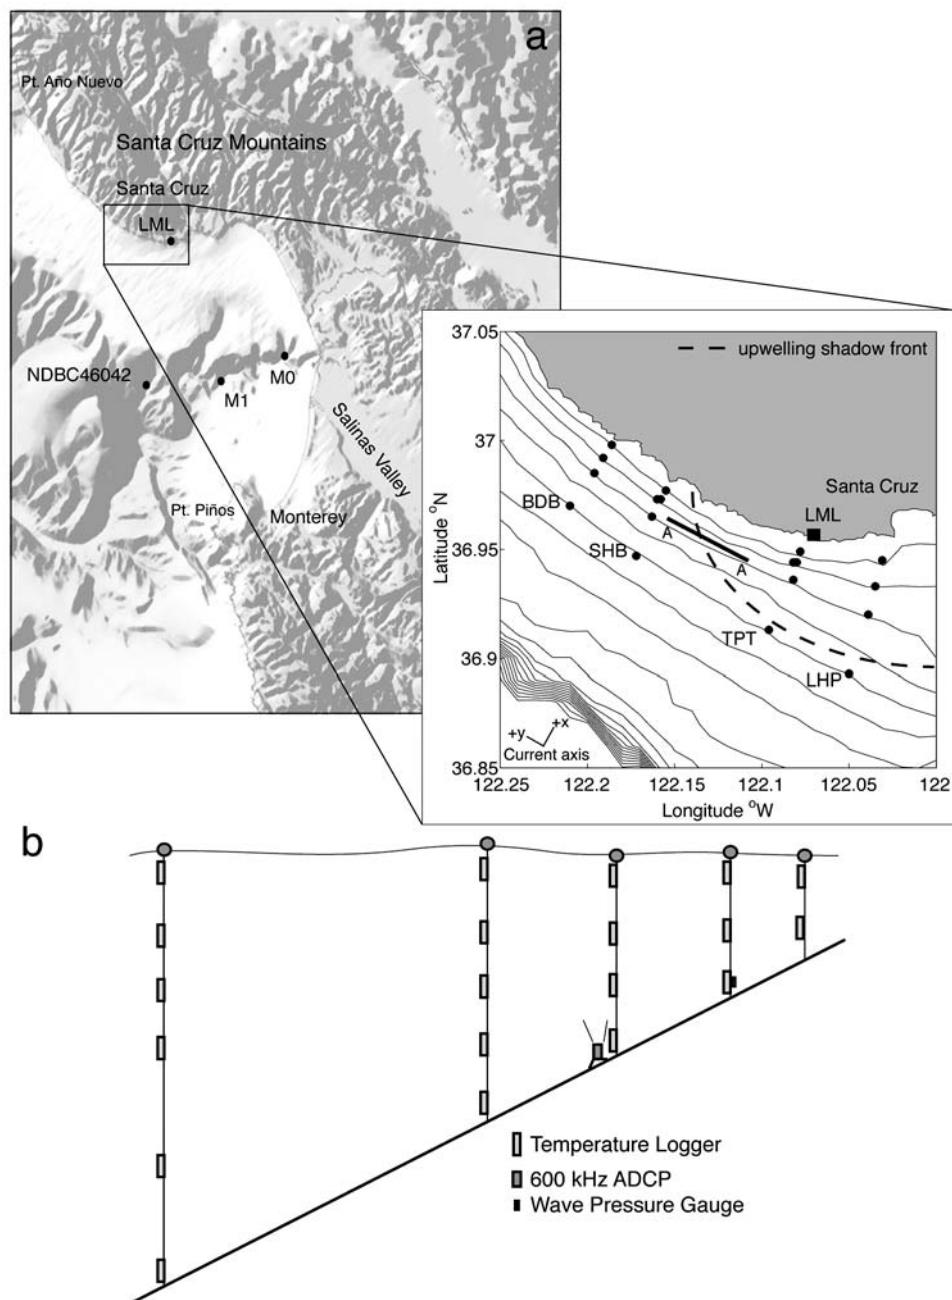 a
Pt. Año Nuevo
Santa Cruz Mountains
Santa Cruz
LML
NDBC46042
M1
M0
Salinas Valley
Pt. Piños
Monterey
37.05
37
36.95
36.9
36.85
Latitude °N
upwelling shadow front
Santa Cruz
LML
BDB
SHB
A
A
TPT
LHP
+y
+x
Current axis
122.25
122.2
122.15
122.1
122.05
122
Longitude °W
b
Temperature Logger
600 kHz ADCP
Wave Pressure Gauge